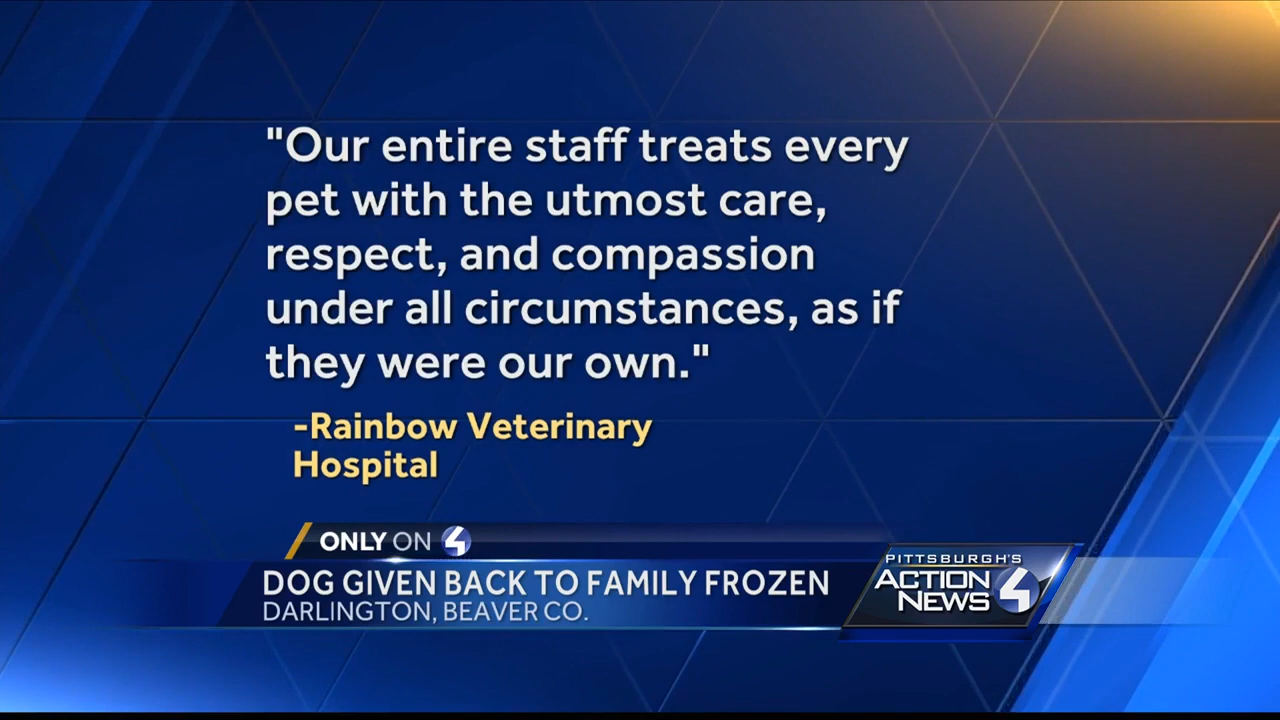 "Our entire staff treats every
pet with the utmost care,
respect, and compassion
under all circumstances, as if
they were our own."
-Rainbow Veterinary
Hospital
ONLY ON 4
DOG GIVEN BACK TO FAMILY FROZEN
DARLINGTON, BEAVER CO.
PITTSBURGH'S
ACTION
NEWS 4